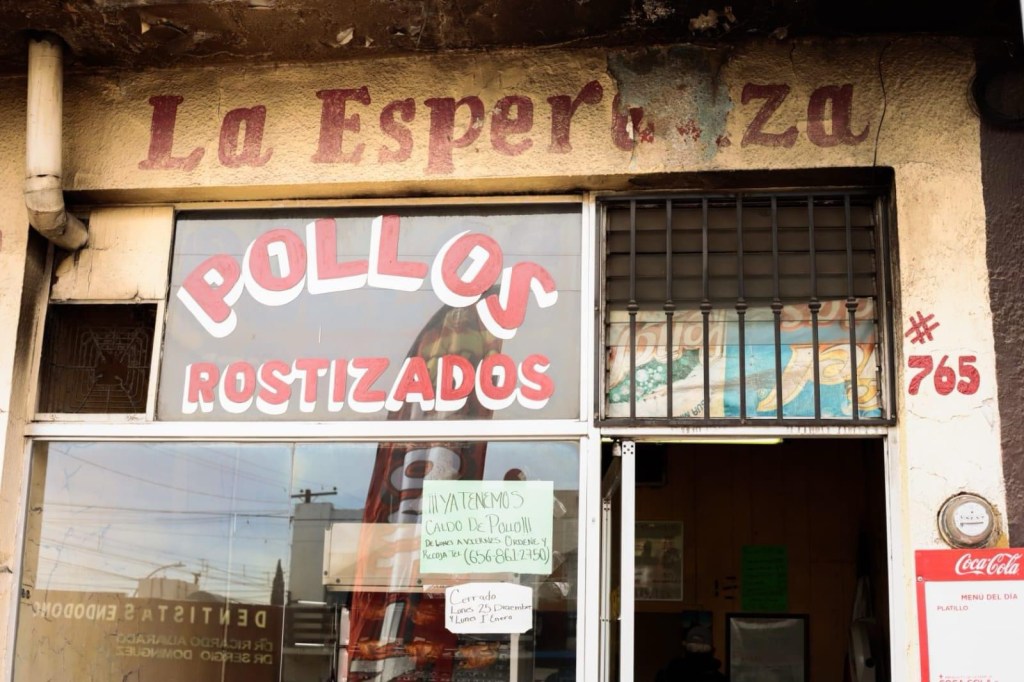 La Esperanza
POLLOS
ROSTIZADOS
#
765
¡¡¡YA TENEMOS
CALDO DE POLLO!!!
DE LUNES A VIERNES ORDENE Y
RECOJA TEL (656-8612750)
Cerrado
Lunes 25 Diciembre
Y Lunes 1 Enero
DENTISTAS ENDODONC
DR RICARDO ALVARADO
DR SERGIO DOMINGUEZ
Coca-Cola
MENU DEL DÍA
PLATILLO